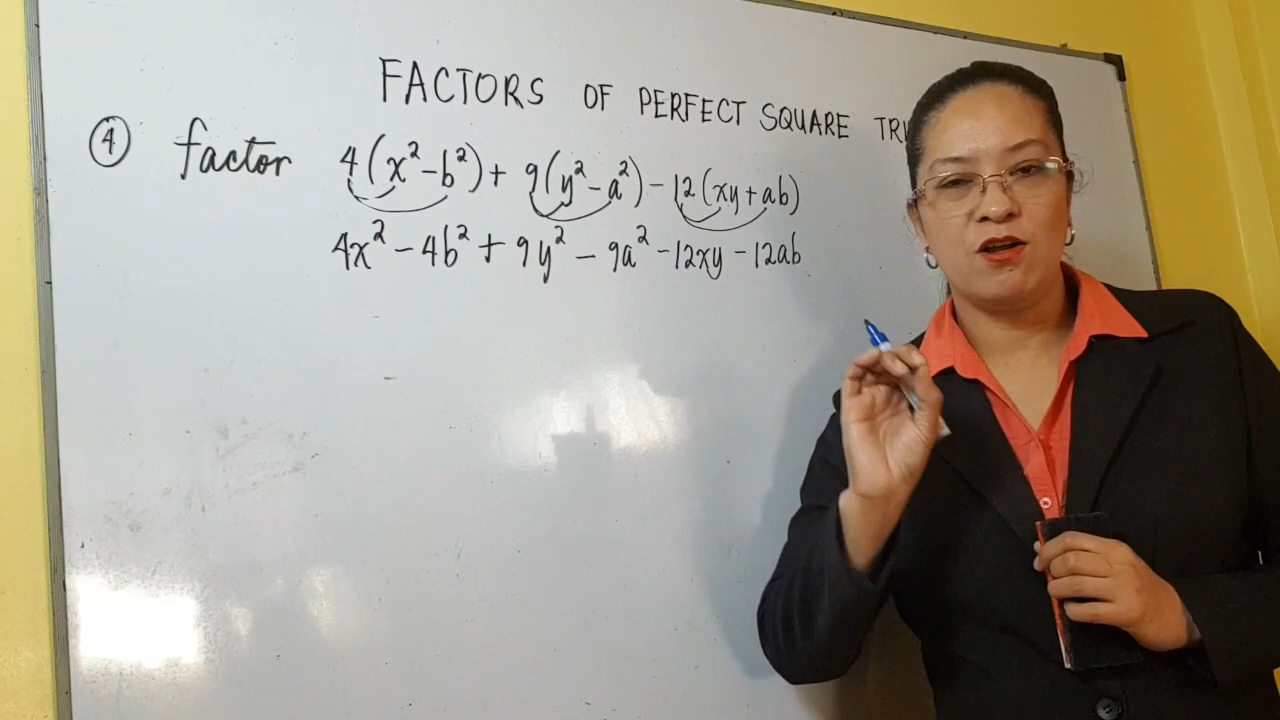 FACTORS OF PERFECT SQUARE
④ factor 4(x²-b²)+ 9(y²-a²)-12(xy+ab)
4x² - 4b² + 9y² - 9a² -12xy -12ab